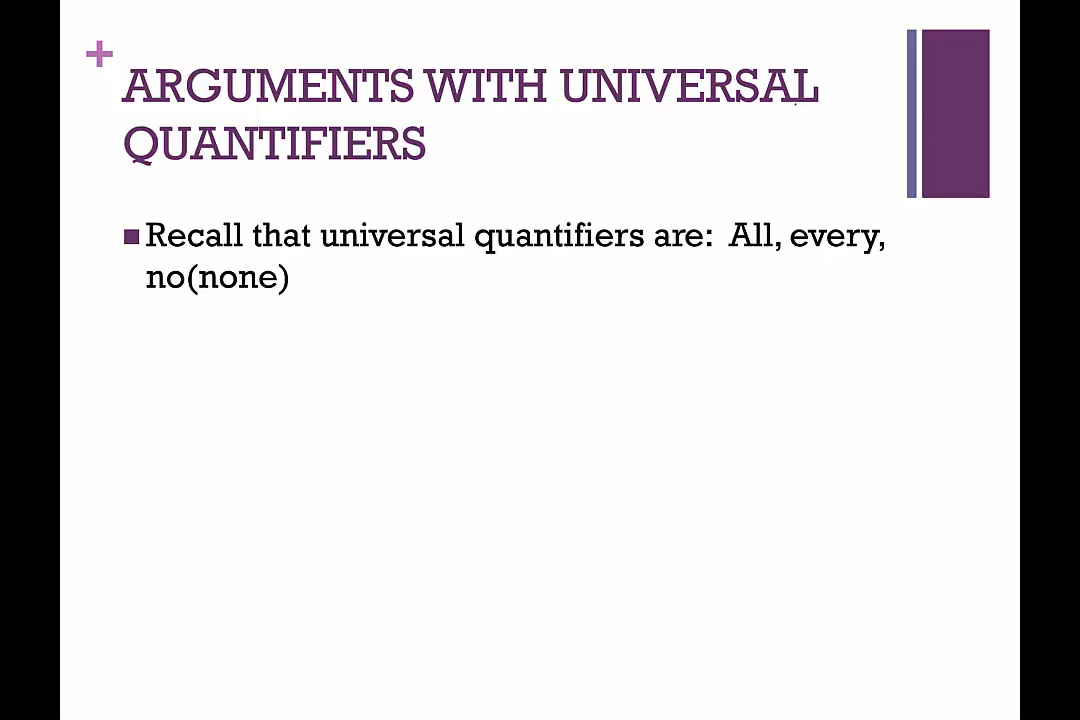 ARGUMENTS WITH UNIVERSAL
QUANTIFIERS
Recall that universal quantifiers are: All, every,
no(none)